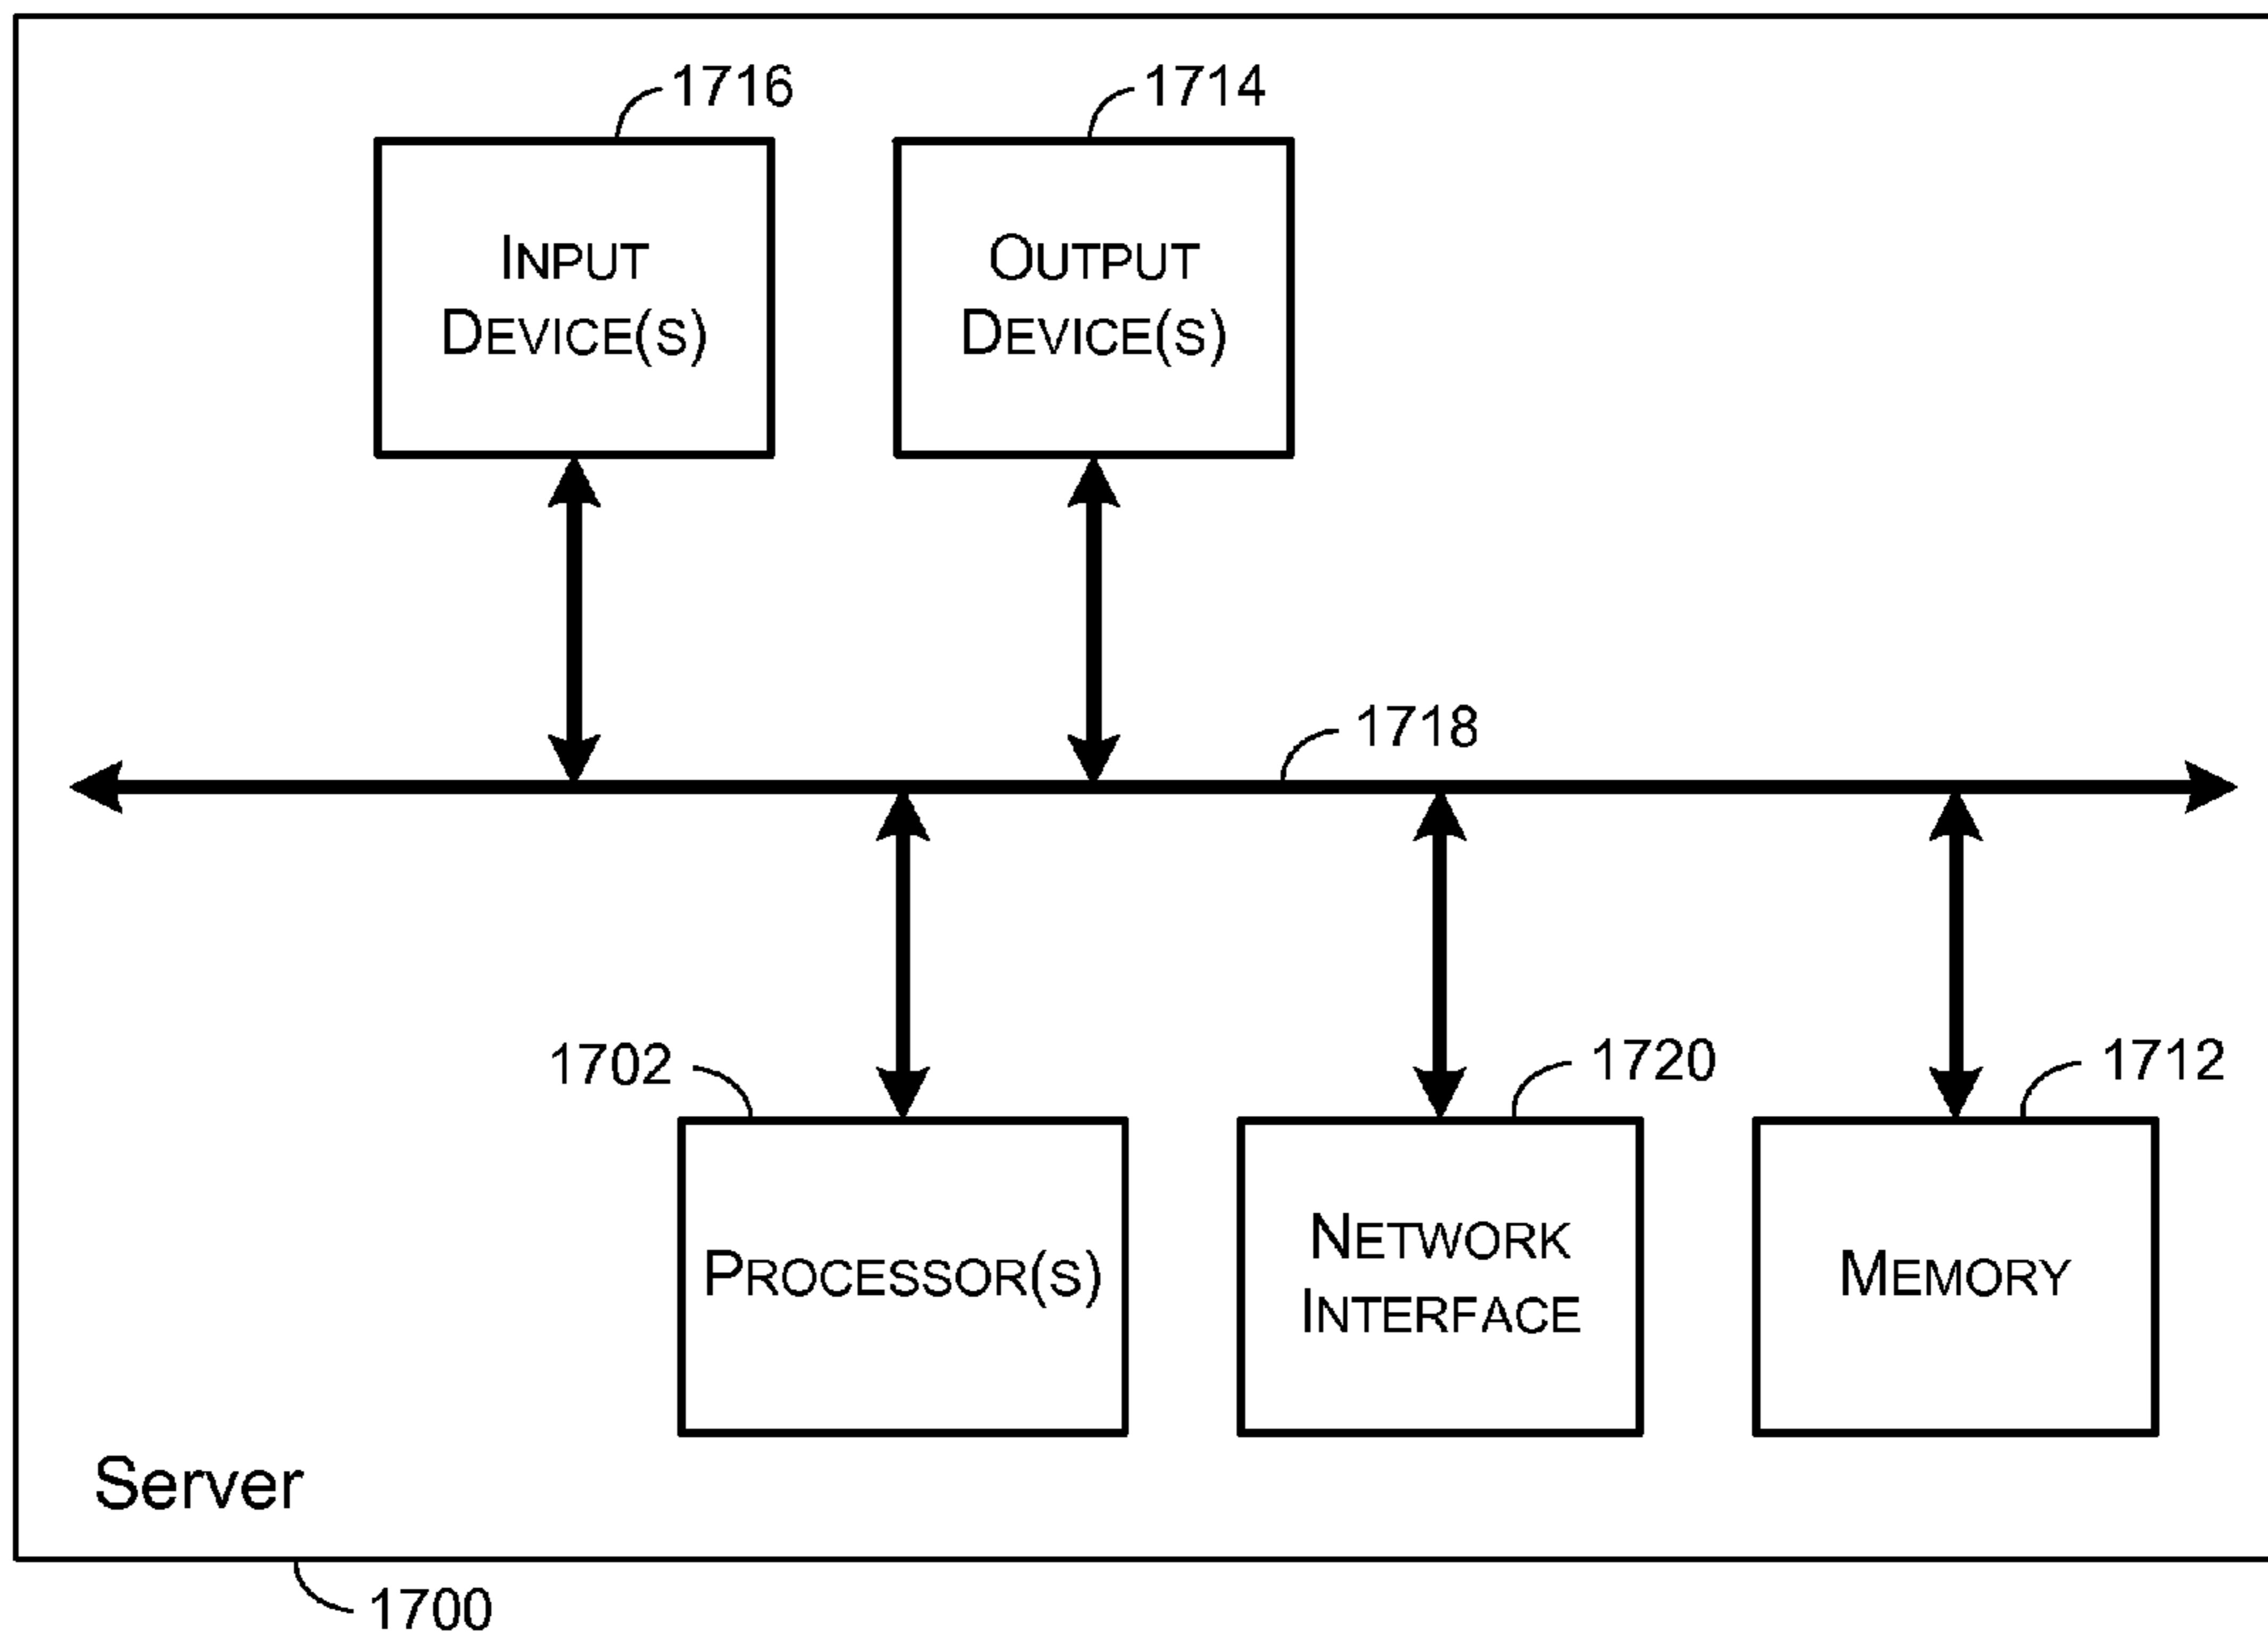 1716
1714
INPUT
DEVICE(S)
OUTPUT
DEVICE(S)
1718
1702
1720
1712
PROCESSOR(S)
NETWORK
INTERFACE
MEMORY
Server
1700